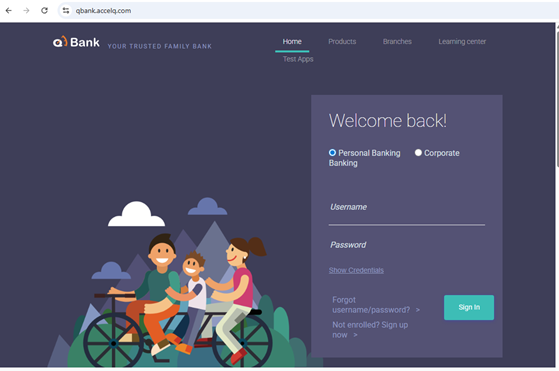 qbank.accelq.com
q Bank YOUR TRUSTED FAMILY BANK
Home Products Branches Learning center
Test Apps
Welcome back!
Personal Banking Corporate
Banking
Username
Password
Show Credentials
Forgot
username/password? >
Sign In
Not enrolled? Sign up
now >